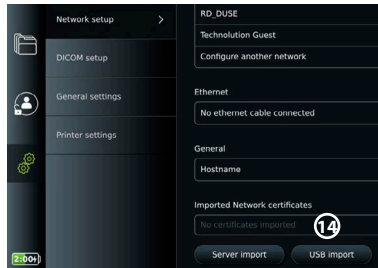 Network setup >
DICOM setup
General settings
Printer settings
2:00H
RD_DUSE
Technolution Guest
Configure another network
Ethernet
No ethernet cable connected
General
Hostname
Imported Network certificates
No certificates imported
14
Server import
USB import